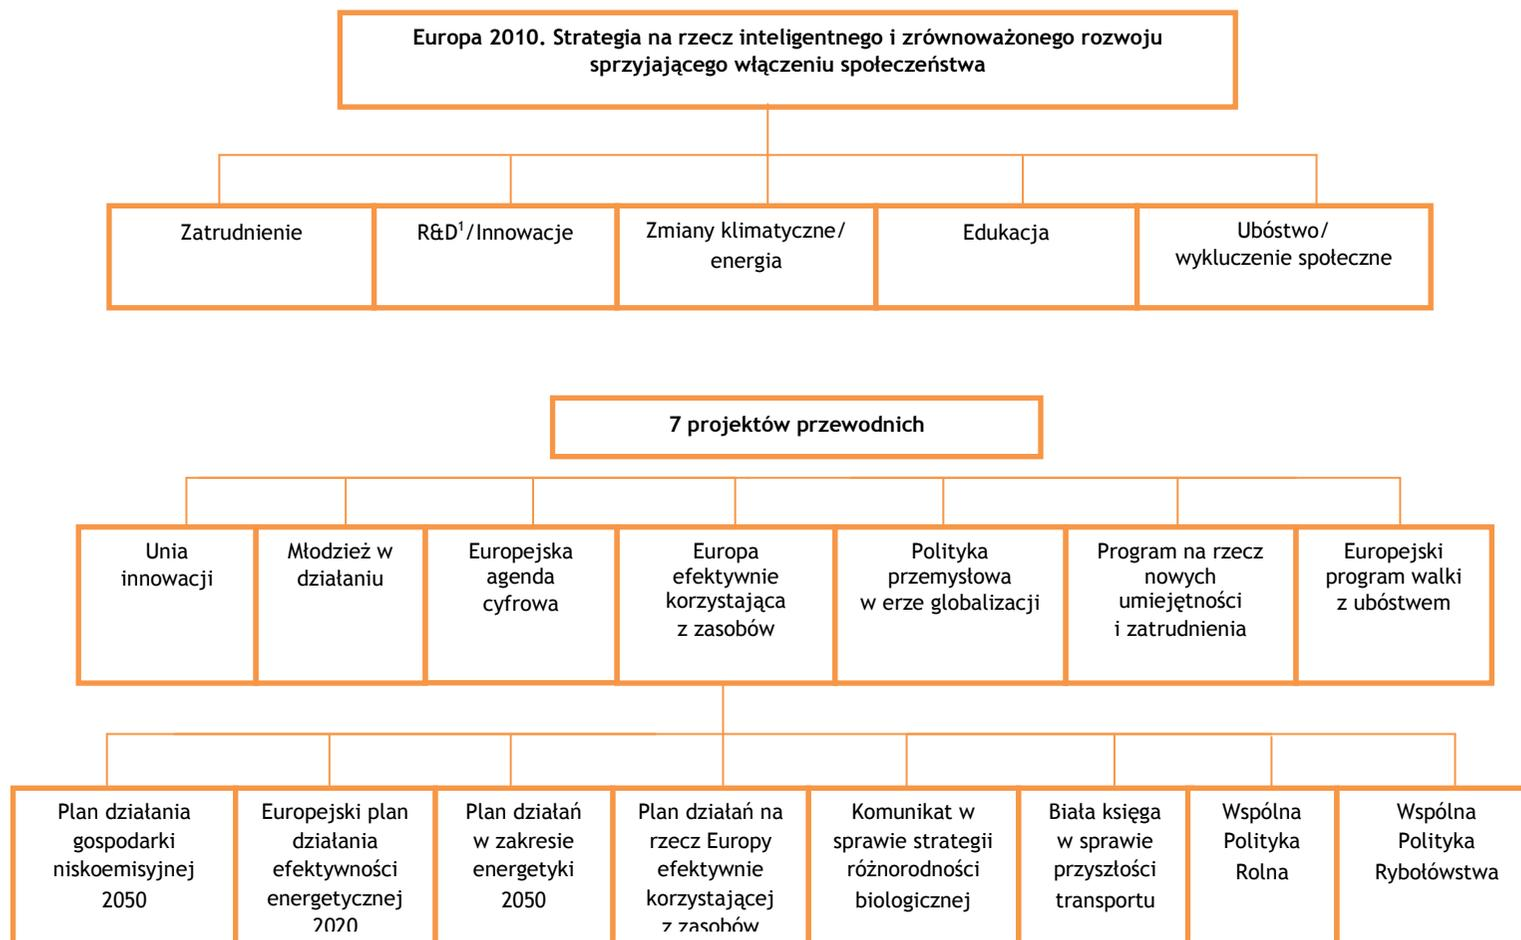 Europa 2010. Strategia na rzecz inteligentnego i zrównoważonego rozwoju
sprzyjającego włączeniu społeczeństwa
Zatrudnienie
R&D¹/Innowacje
Zmiany klimatyczne/
energia
Edukacja
Ubóstwo/
wykluczenie społeczne
7 projektów przewodnich
Unia
innowacji
Młodzież w
działaniu
Europejska
agenda
cyfrowa
Europa
efektywnie
korzystająca
z zasobów
Polityka
przemysłowa
w erze globalizacji
Program na rzecz
nowych
umiejętności
i zatrudnienia
Europejski
program walki
z ubóstwem
Plan działania
gospodarki
niskoemisyjnej
2050
Europejski plan
działania
efektywności
energetycznej
2020
Plan działań
w zakresie
energetyki
2050
Plan działań na
rzecz Europy
efektywnie
korzystającej
z zasobów
Komunikat w
sprawie strategii
różnorodności
biologicznej
Biała księga
w sprawie
przyszłości
transportu
Wspólna
Polityka
Rolna
Wspólna
Polityka
Rybołówstwa